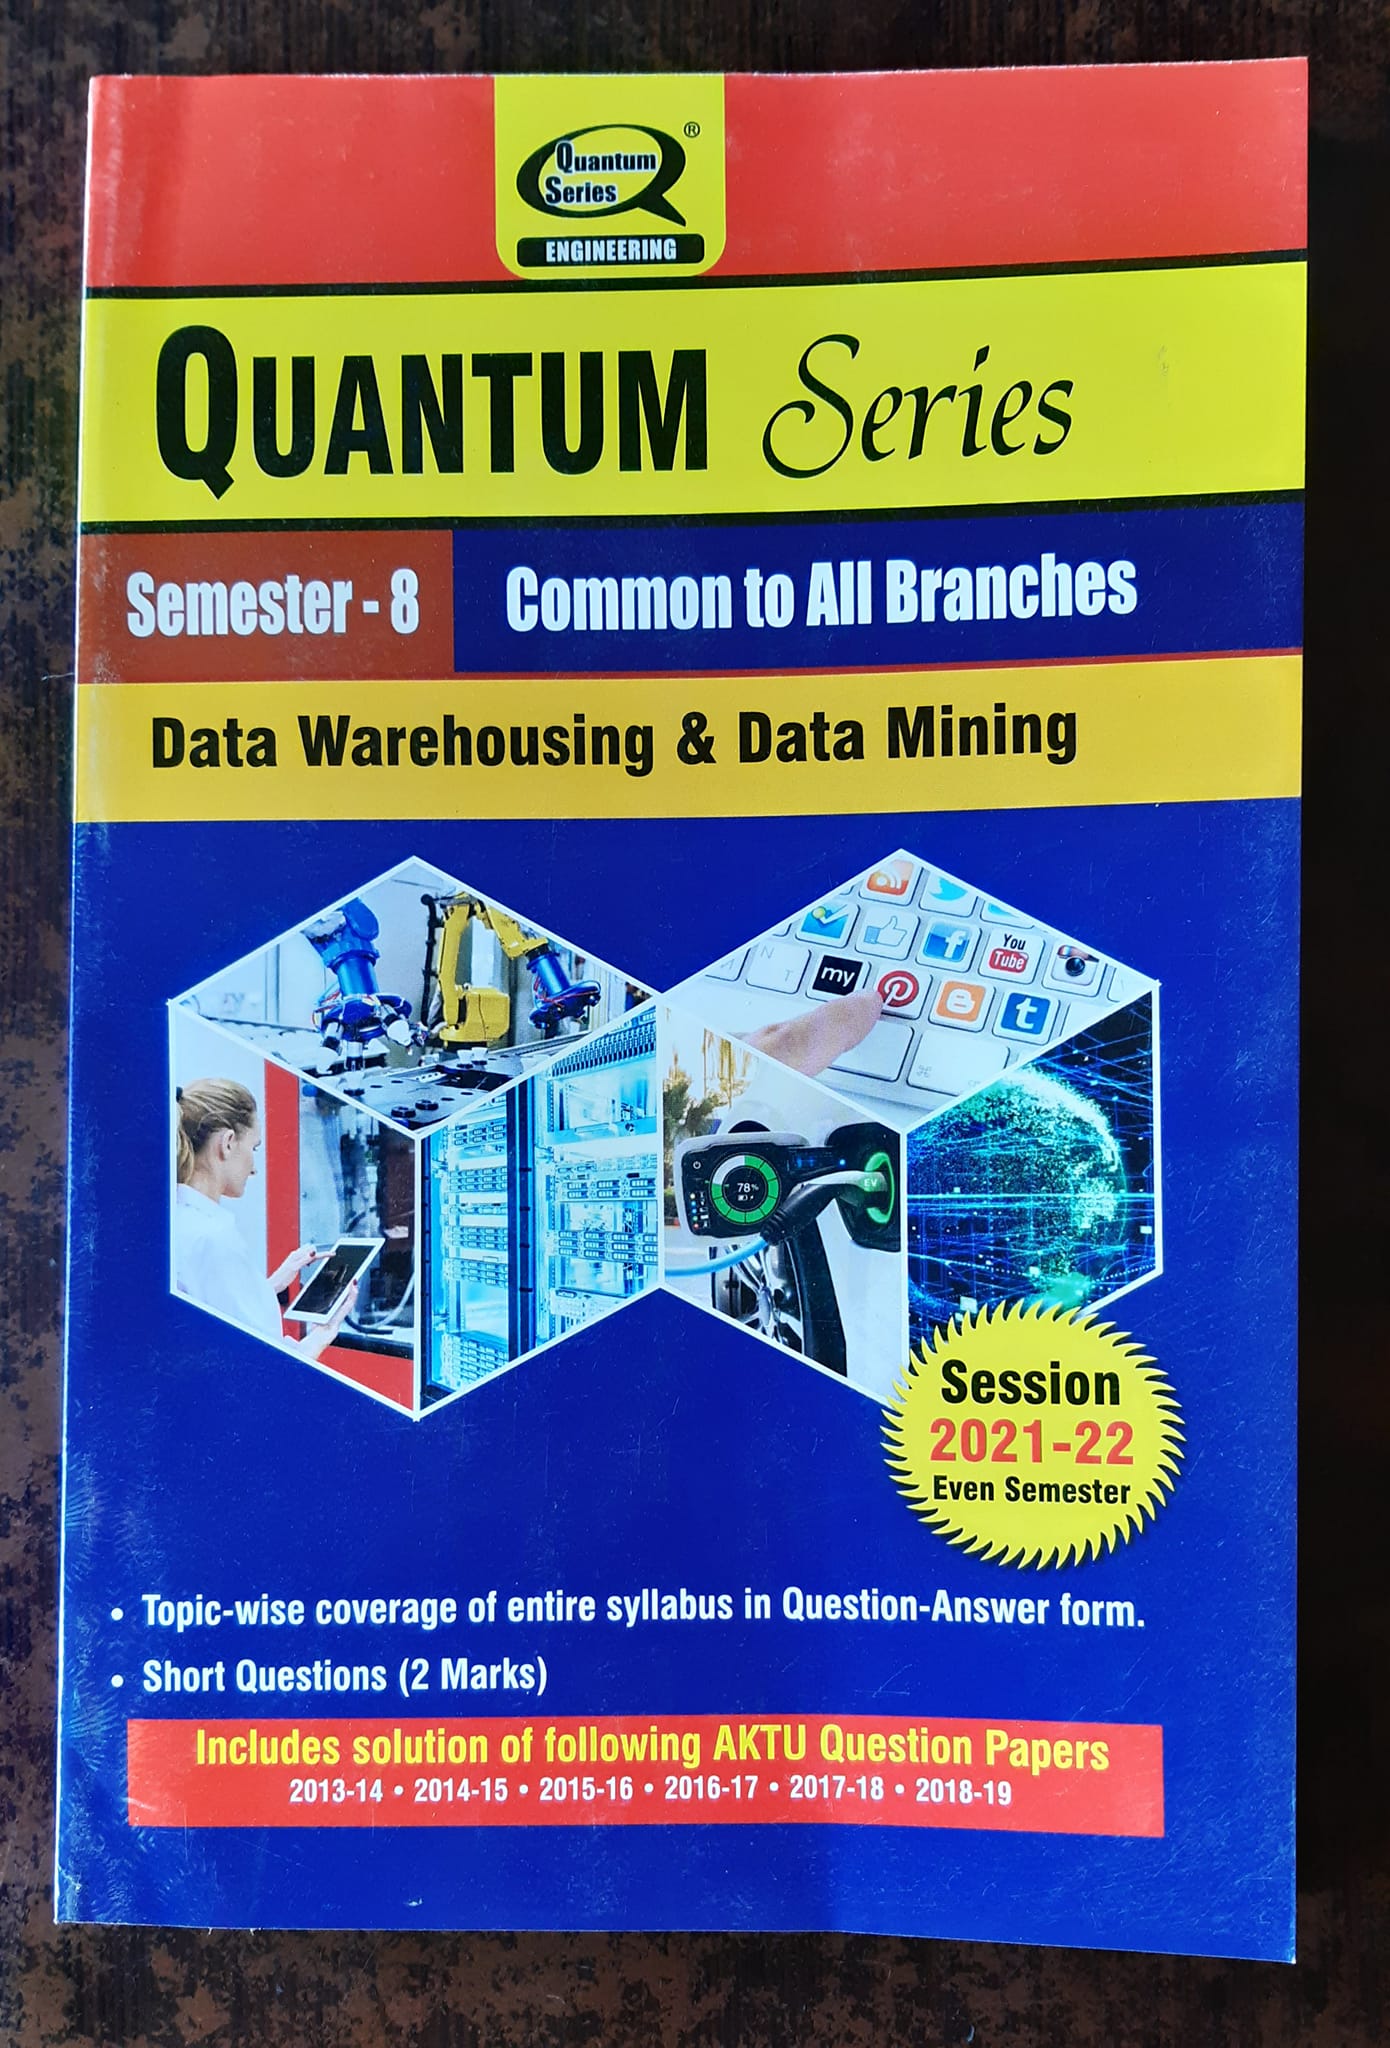 Quantum
Series
®
ENGINEERING
QUANTUM Series
Semester - 8 Common to All Branches
Data Warehousing & Data Mining
You
Tube
my
N
T
f
t
⌘
78%
EV
Session
2021-22
Even Semester
• Topic-wise coverage of entire syllabus in Question-Answer form.
• Short Questions (2 Marks)
Includes solution of following AKTU Question Papers
2013-14 • 2014-15 • 2015-16 • 2016-17 • 2017-18 • 2018-19